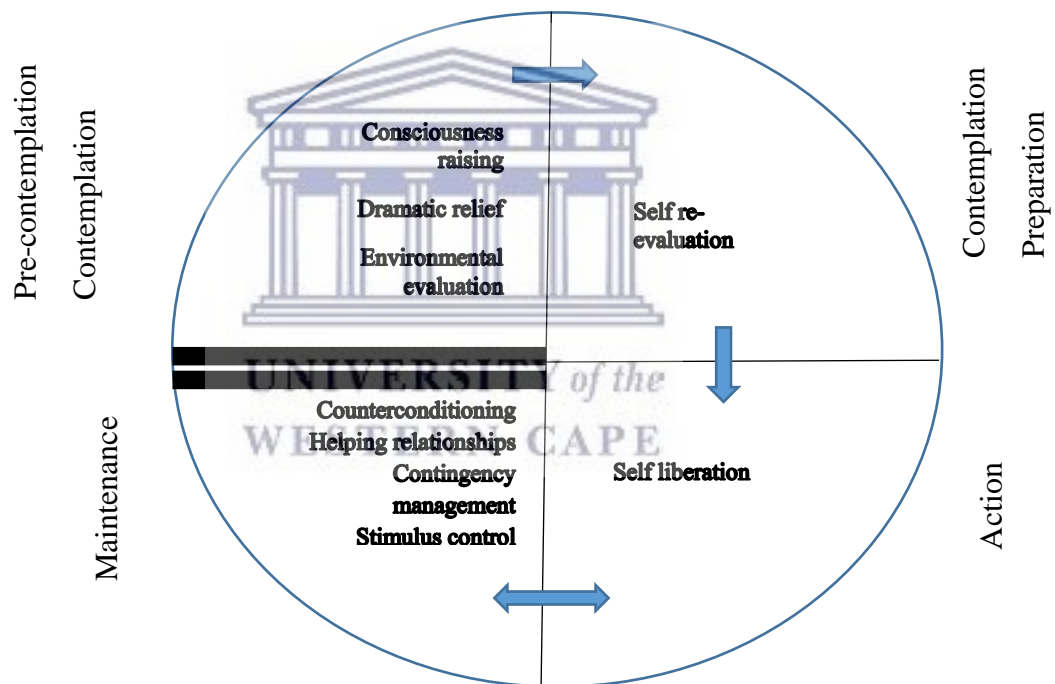 Pre-contemplation
Contemplation
Consciousness
raising
Dramatic relief
Environmental
evaluation
Self re-
evaluation
Contemplation
Preparation
UNIVERSITY of the
WESTERN CAPE
Counterconditioning
Helping relationships
Contingency
management
Stimulus control
Maintenance
Self liberation
Action